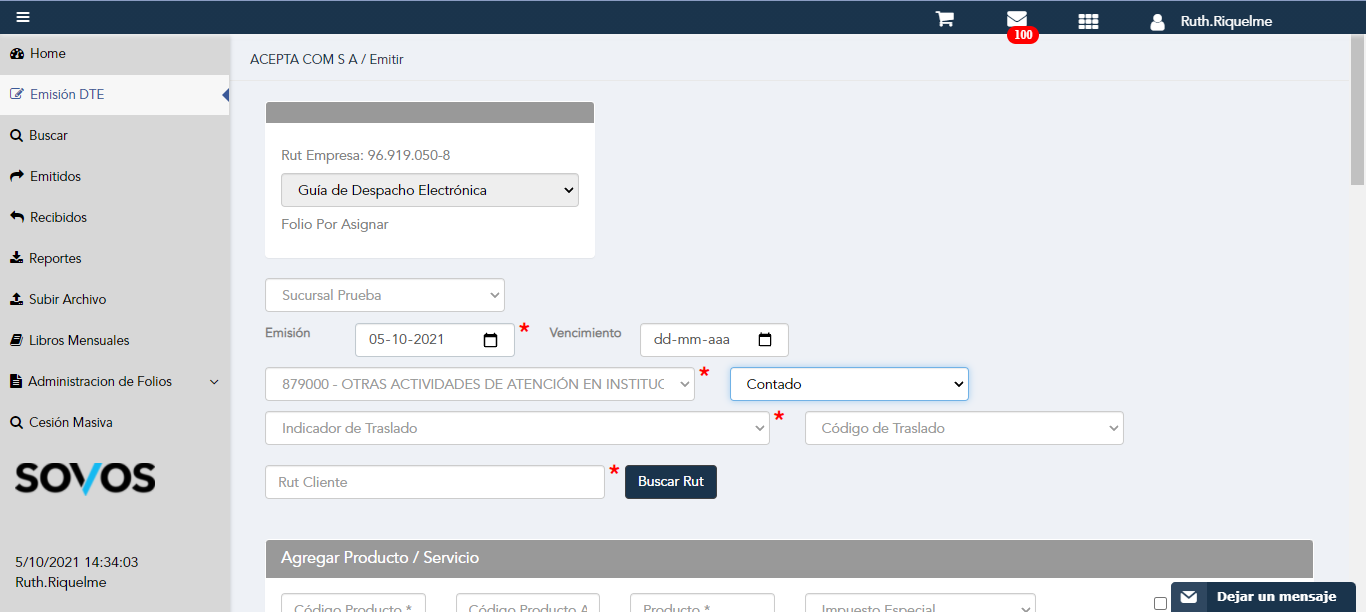 Ruth.Riquelme
100
Home
Emisión DTE
Buscar
Emitidos
Recibidos
Reportes
Subir Archivo
Libros Mensuales
Administracion de Folios
Cesión Masiva
SOVOS
5/10/2021 14:34:03
Ruth.Riquelme
ACEPTA COM S A / Emitir
Rut Empresa: 96.919.050-8
Guía de Despacho Electrónica
Folio Por Asignar
Sucursal Prueba
Emisión 05-10-2021 * Vencimiento dd-mm-aaa
879000 - OTRAS ACTIVIDADES DE ATENCIÓN EN INSTITUC * Contado
Indicador de Traslado * Código de Traslado
Rut Cliente * Buscar Rut
Agregar Producto / Servicio
Código Producto * Código Producto A Producto * Impuesto Especial
Dejar un mensaje